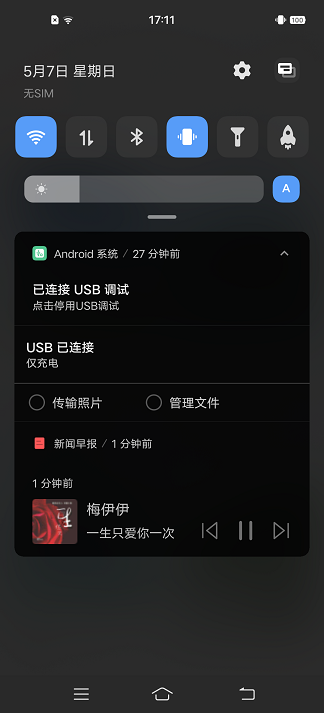 17:11
100
5月7日 星期日
无SIM
A
Android 系统 / 27 分钟前
已连接 USB 调试
点击停用USB调试
USB 已连接
仅充电
传输照片
管理文件
新闻早报 / 1 分钟前
1 分钟前
梅伊伊
一生只爱你一次
一生